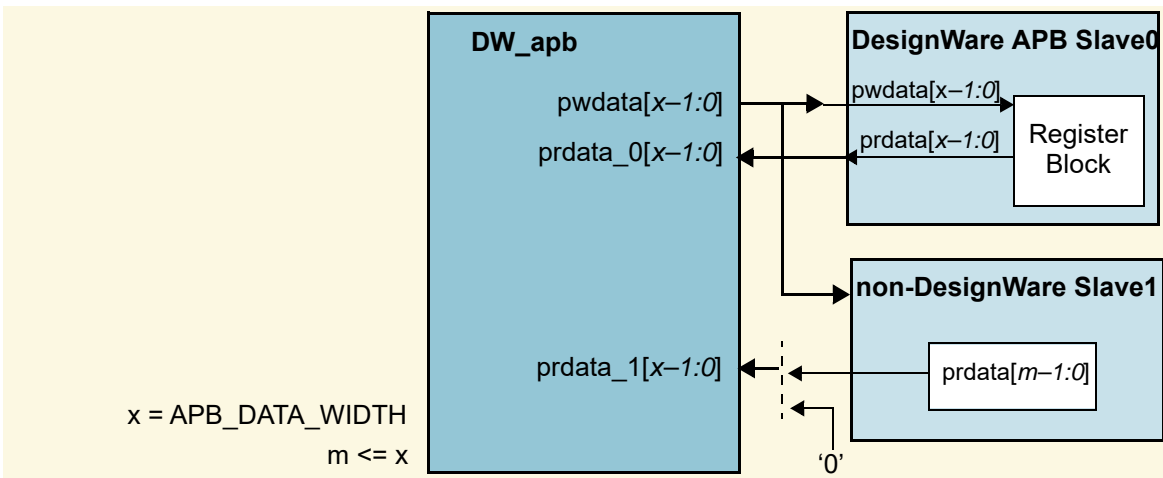 DW_apb
pwdata[x–1:0]
prdata_0[x–1:0]
prdata_1[x–1:0]
DesignWare APB Slave0
pwdata[x–1:0]
prdata[x–1:0]
Register
Block
non-DesignWare Slave1
prdata[m–1:0]
‘0’
x = APB_DATA_WIDTH
m <= x